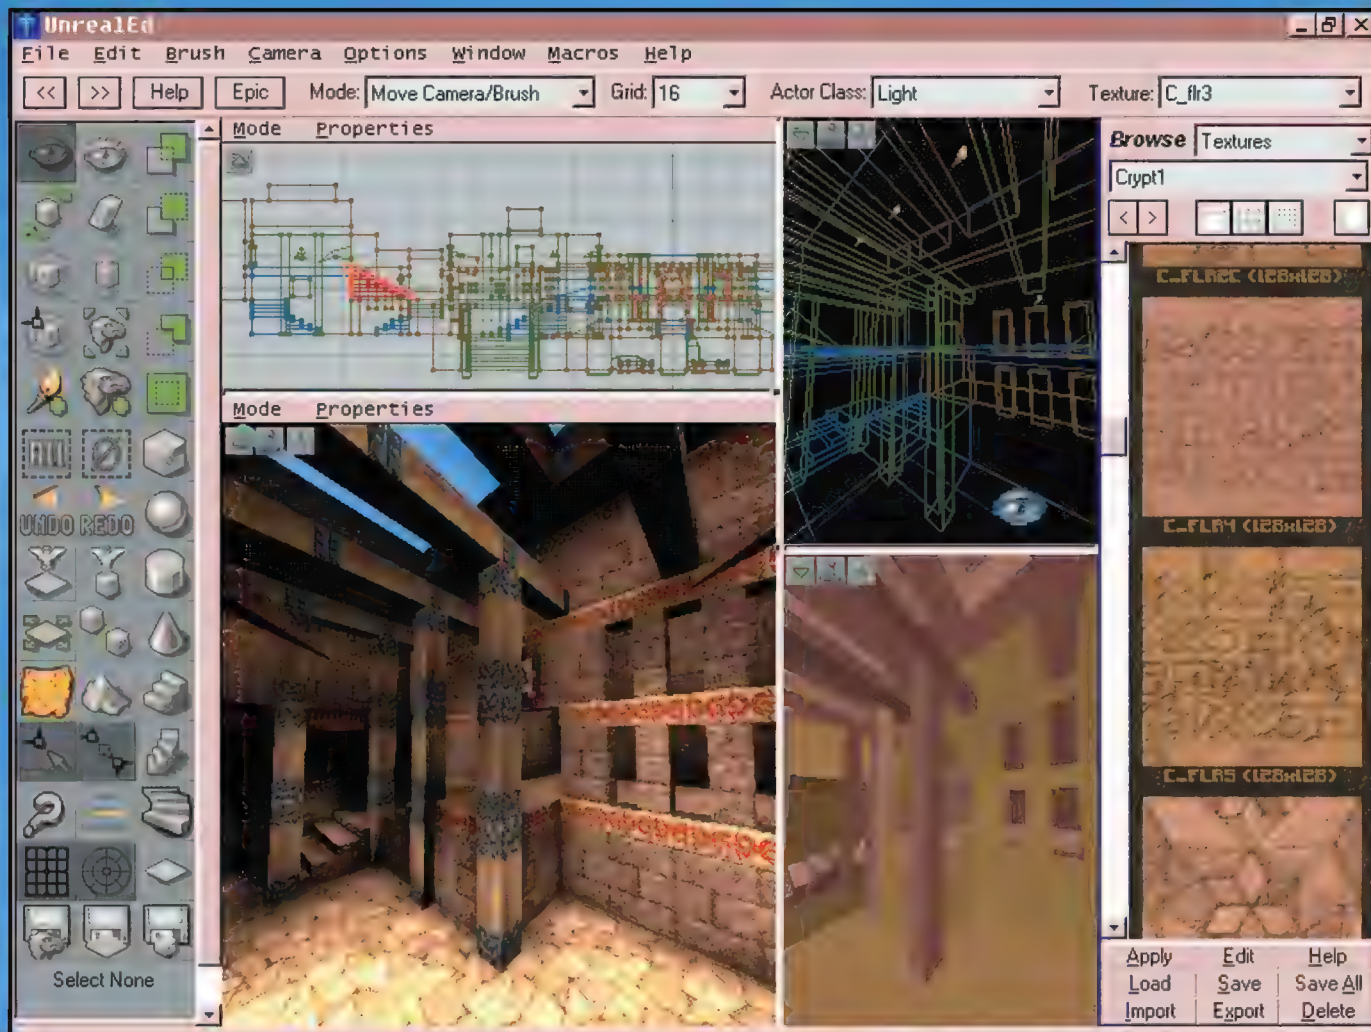 UnrealEd
File Edit Brush Camera Options Window Macros Help
<< >> Help Epic Mode: Move Camera/Brush Grid: 16 Actor Class: Light Texture: C_flr3
Mode Properties
Browse Textures
Crypt1
< >
C_FLR2C (128x128)
Mode Properties
C_FLR4 (128x128)
UNDO REDO
C_FLR5 (128x128)
Select None
Apply Edit Help
Load Save Save All
Import Export Delete